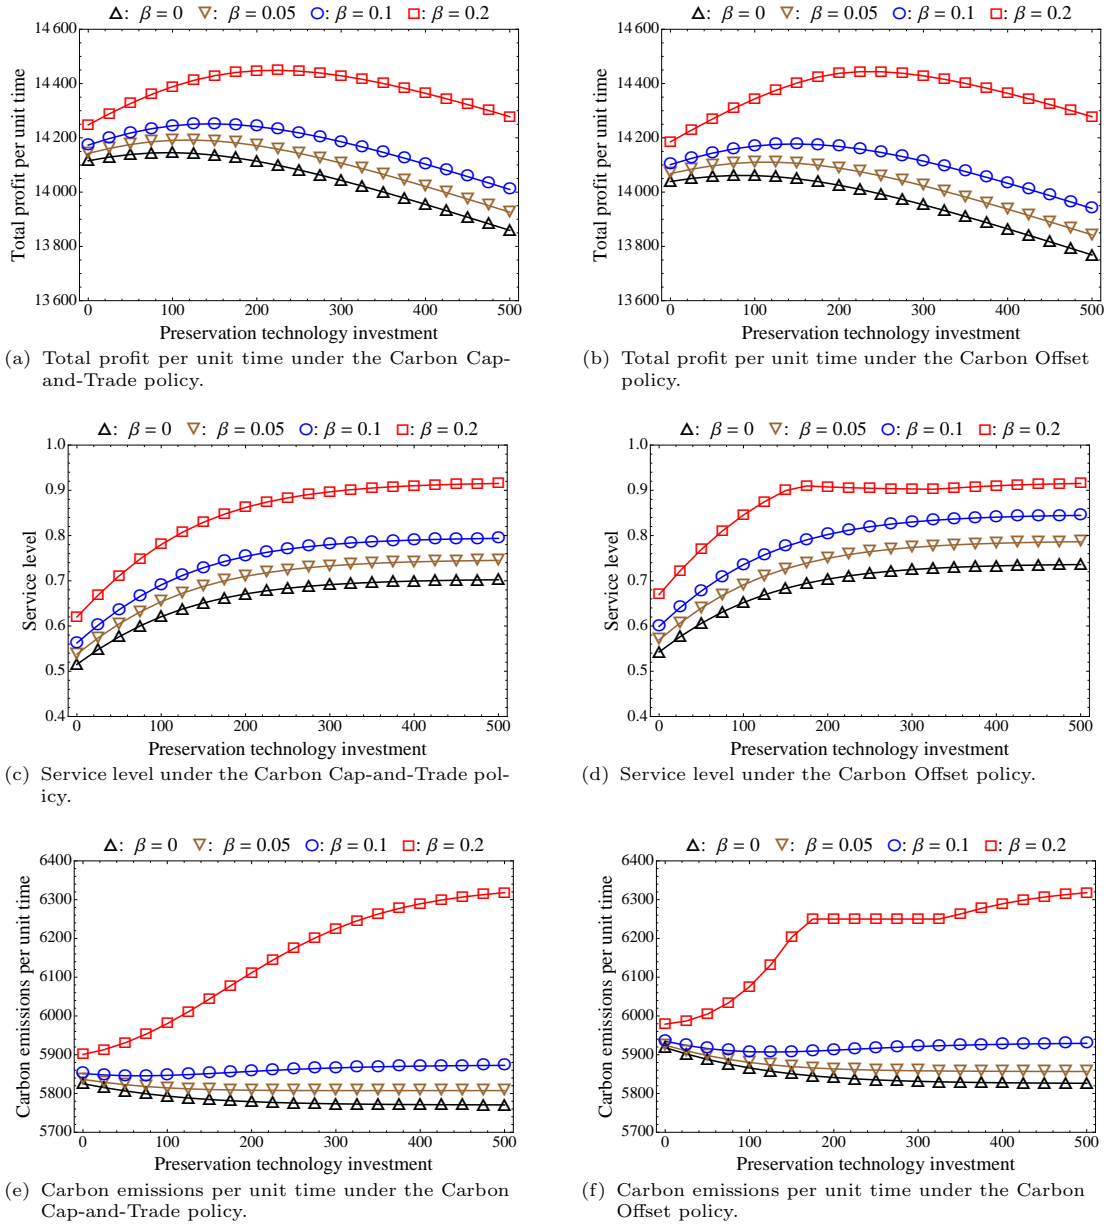 △: β = 0 ▽: β = 0.05 ○: β = 0.1 □: β = 0.2
14 600
14 400
14 200
14 000
13 800
13 600
Total profit per unit time
0 100 200 300 400 500
Preservation technology investment
(a) Total profit per unit time under the Carbon Cap-
and-Trade policy.
△: β = 0 ▽: β = 0.05 ○: β = 0.1 □: β = 0.2
14 600
14 400
14 200
14 000
13 800
13 600
Total profit per unit time
0 100 200 300 400 500
Preservation technology investment
(b) Total profit per unit time under the Carbon Offset
policy.
△: β = 0 ▽: β = 0.05 ○: β = 0.1 □: β = 0.2
1.0
0.9
0.8
0.7
0.6
0.5
0.4
Service level
0 100 200 300 400 500
Preservation technology investment
(c) Service level under the Carbon Cap-and-Trade pol-
icy.
△: β = 0 ▽: β = 0.05 ○: β = 0.1 □: β = 0.2
1.0
0.9
0.8
0.7
0.6
0.5
0.4
Service level
0 100 200 300 400 500
Preservation technology investment
(d) Service level under the Carbon Offset policy.
△: β = 0 ▽: β = 0.05 ○: β = 0.1 □: β = 0.2
6400
6300
6200
6100
6000
5900
5800
5700
Carbon emissions per unit time
0 100 200 300 400 500
Preservation technology investment
(e) Carbon emissions per unit time under the Carbon
Cap-and-Trade policy.
△: β = 0 ▽: β = 0.05 ○: β = 0.1 □: β = 0.2
6400
6300
6200
6100
6000
5900
5800
5700
Carbon emissions per unit time
0 100 200 300 400 500
Preservation technology investment
(f) Carbon emissions per unit time under the Carbon
Offset policy.